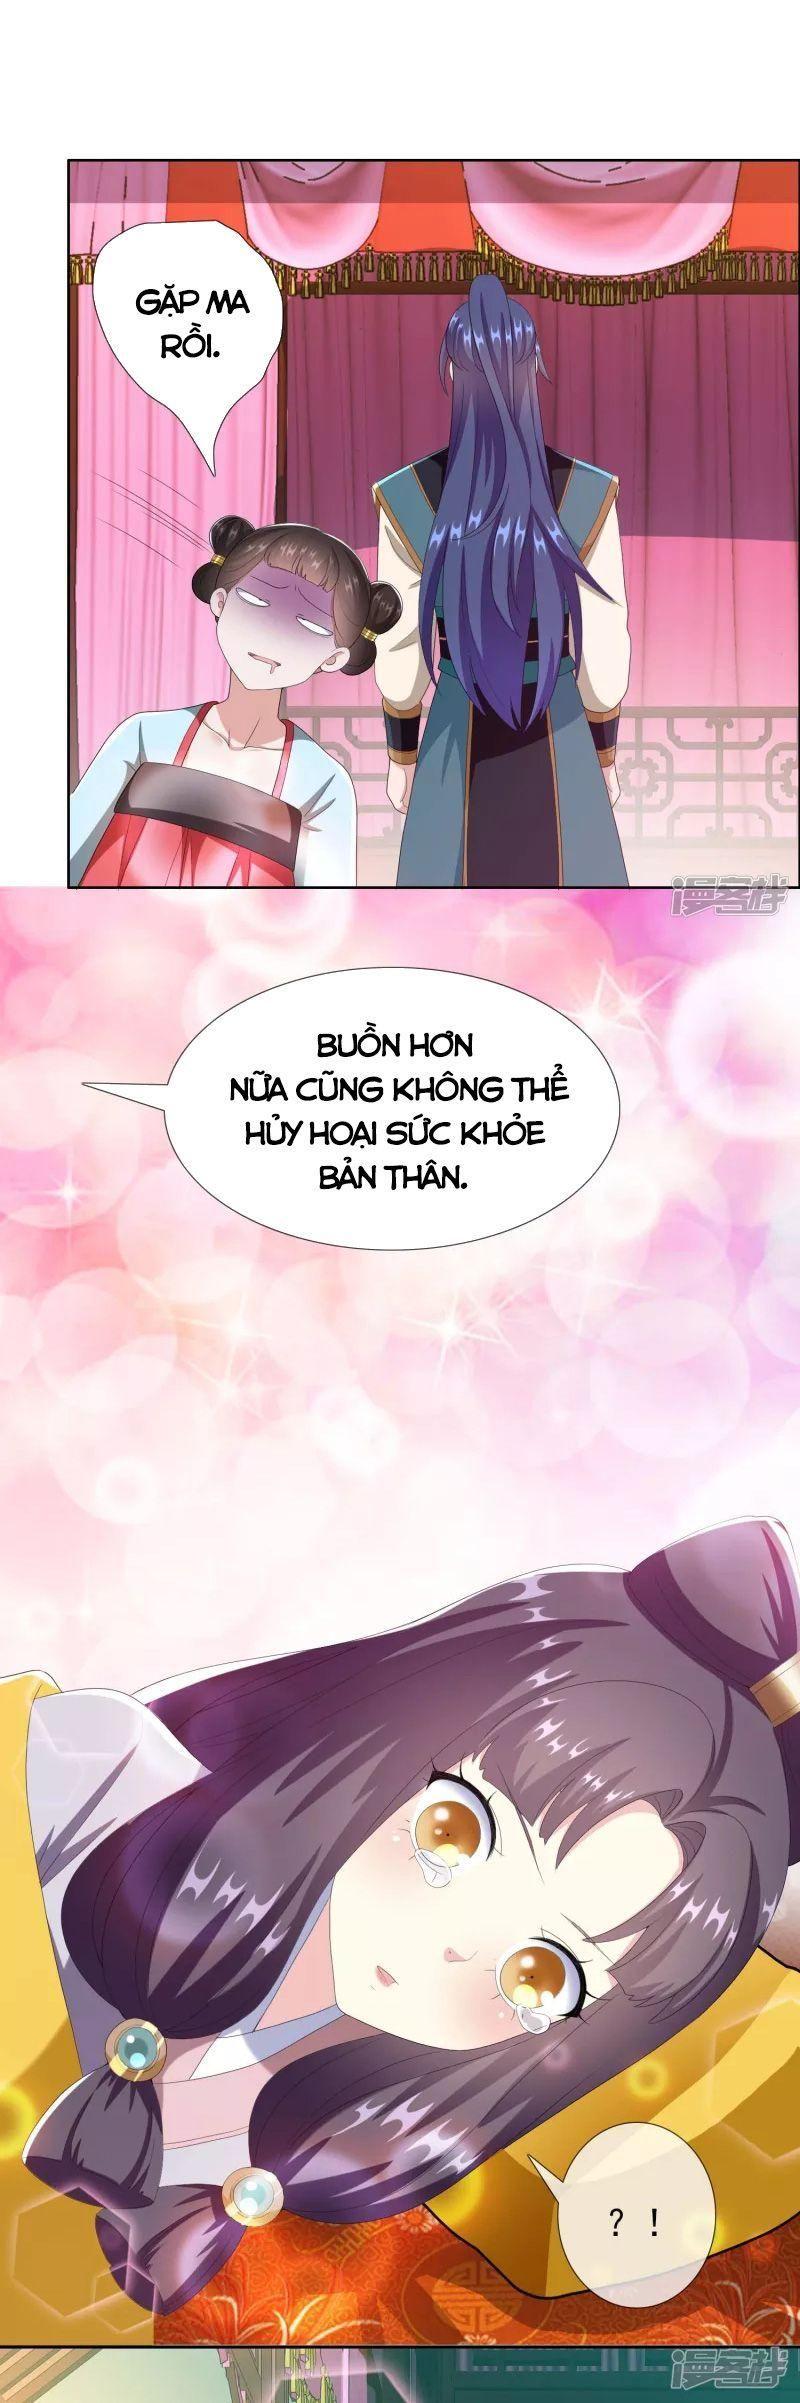 GẶP MA
RỒI.
漫客栈
BUỒN HƠN
NỮA CŨNG KHÔNG THỂ
HỦY HOẠI SỨC KHỎE
BẢN THÂN.
? !
漫客栈